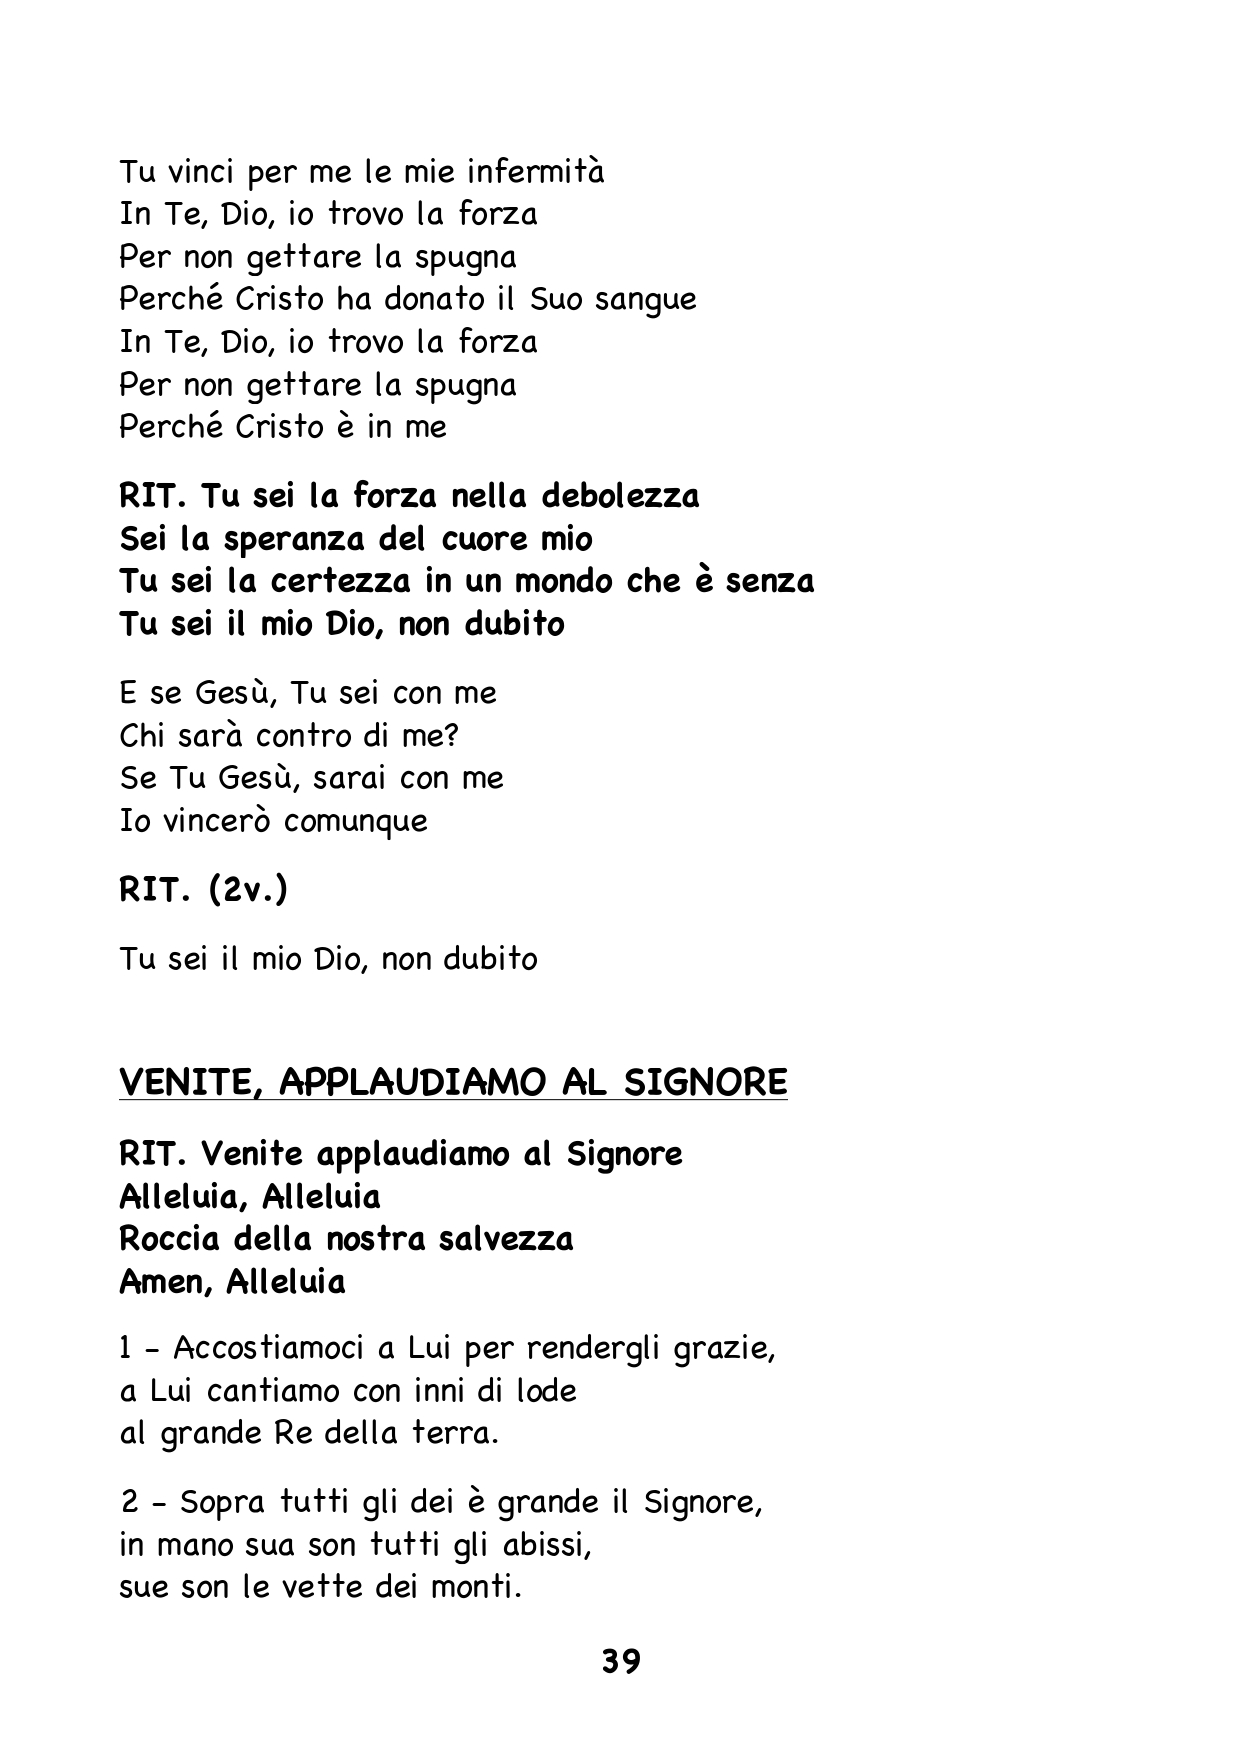 Tu vinci per me le mie infermità
In Te, Dio, io trovo la forza
Per non gettare la spugna
Perché Cristo ha donato il Suo sangue
In Te, Dio, io trovo la forza
Per non gettare la spugna
Perché Cristo è in me
RIT. Tu sei la forza nella debolezza
Sei la speranza del cuore mio
Tu sei la certezza in un mondo che è senza
Tu sei il mio Dio, non dubito
E se Gesù, Tu sei con me
Chi sarà contro di me?
Se Tu Gesù, sarai con me
Io vincerò comunque
RIT. (2v.)
Tu sei il mio Dio, non dubito
VENITE, APPLAUDIAMO AL SIGNORE
RIT. Venite applaudiamo al Signore
Alleluia, Alleluia
Roccia della nostra salvezza
Amen, Alleluia
1 – Accostiamoci a Lui per rendergli grazie,
a Lui cantiamo con inni di lode
al grande Re della terra.
2 – Sopra tutti gli dei è grande il Signore,
in mano sua son tutti gli abissi,
sue son le vette dei monti.
39